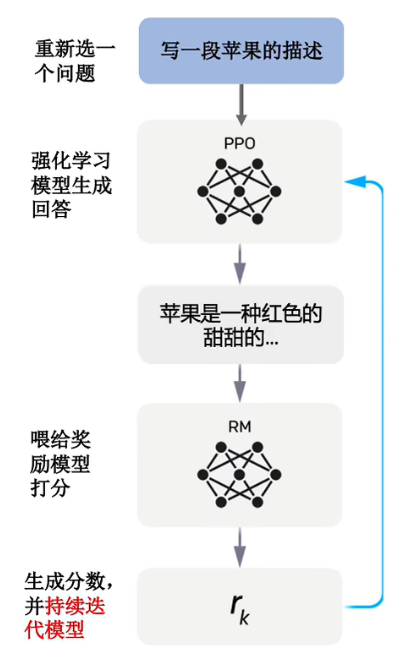 重新选一
个问题
写一段苹果的描述
PPO
强化学习
模型生成
回答
苹果是一种红色的
甜甜的...
RM
喂给奖
励模型
打分
生成分数,
并持续迭
代模型
rk